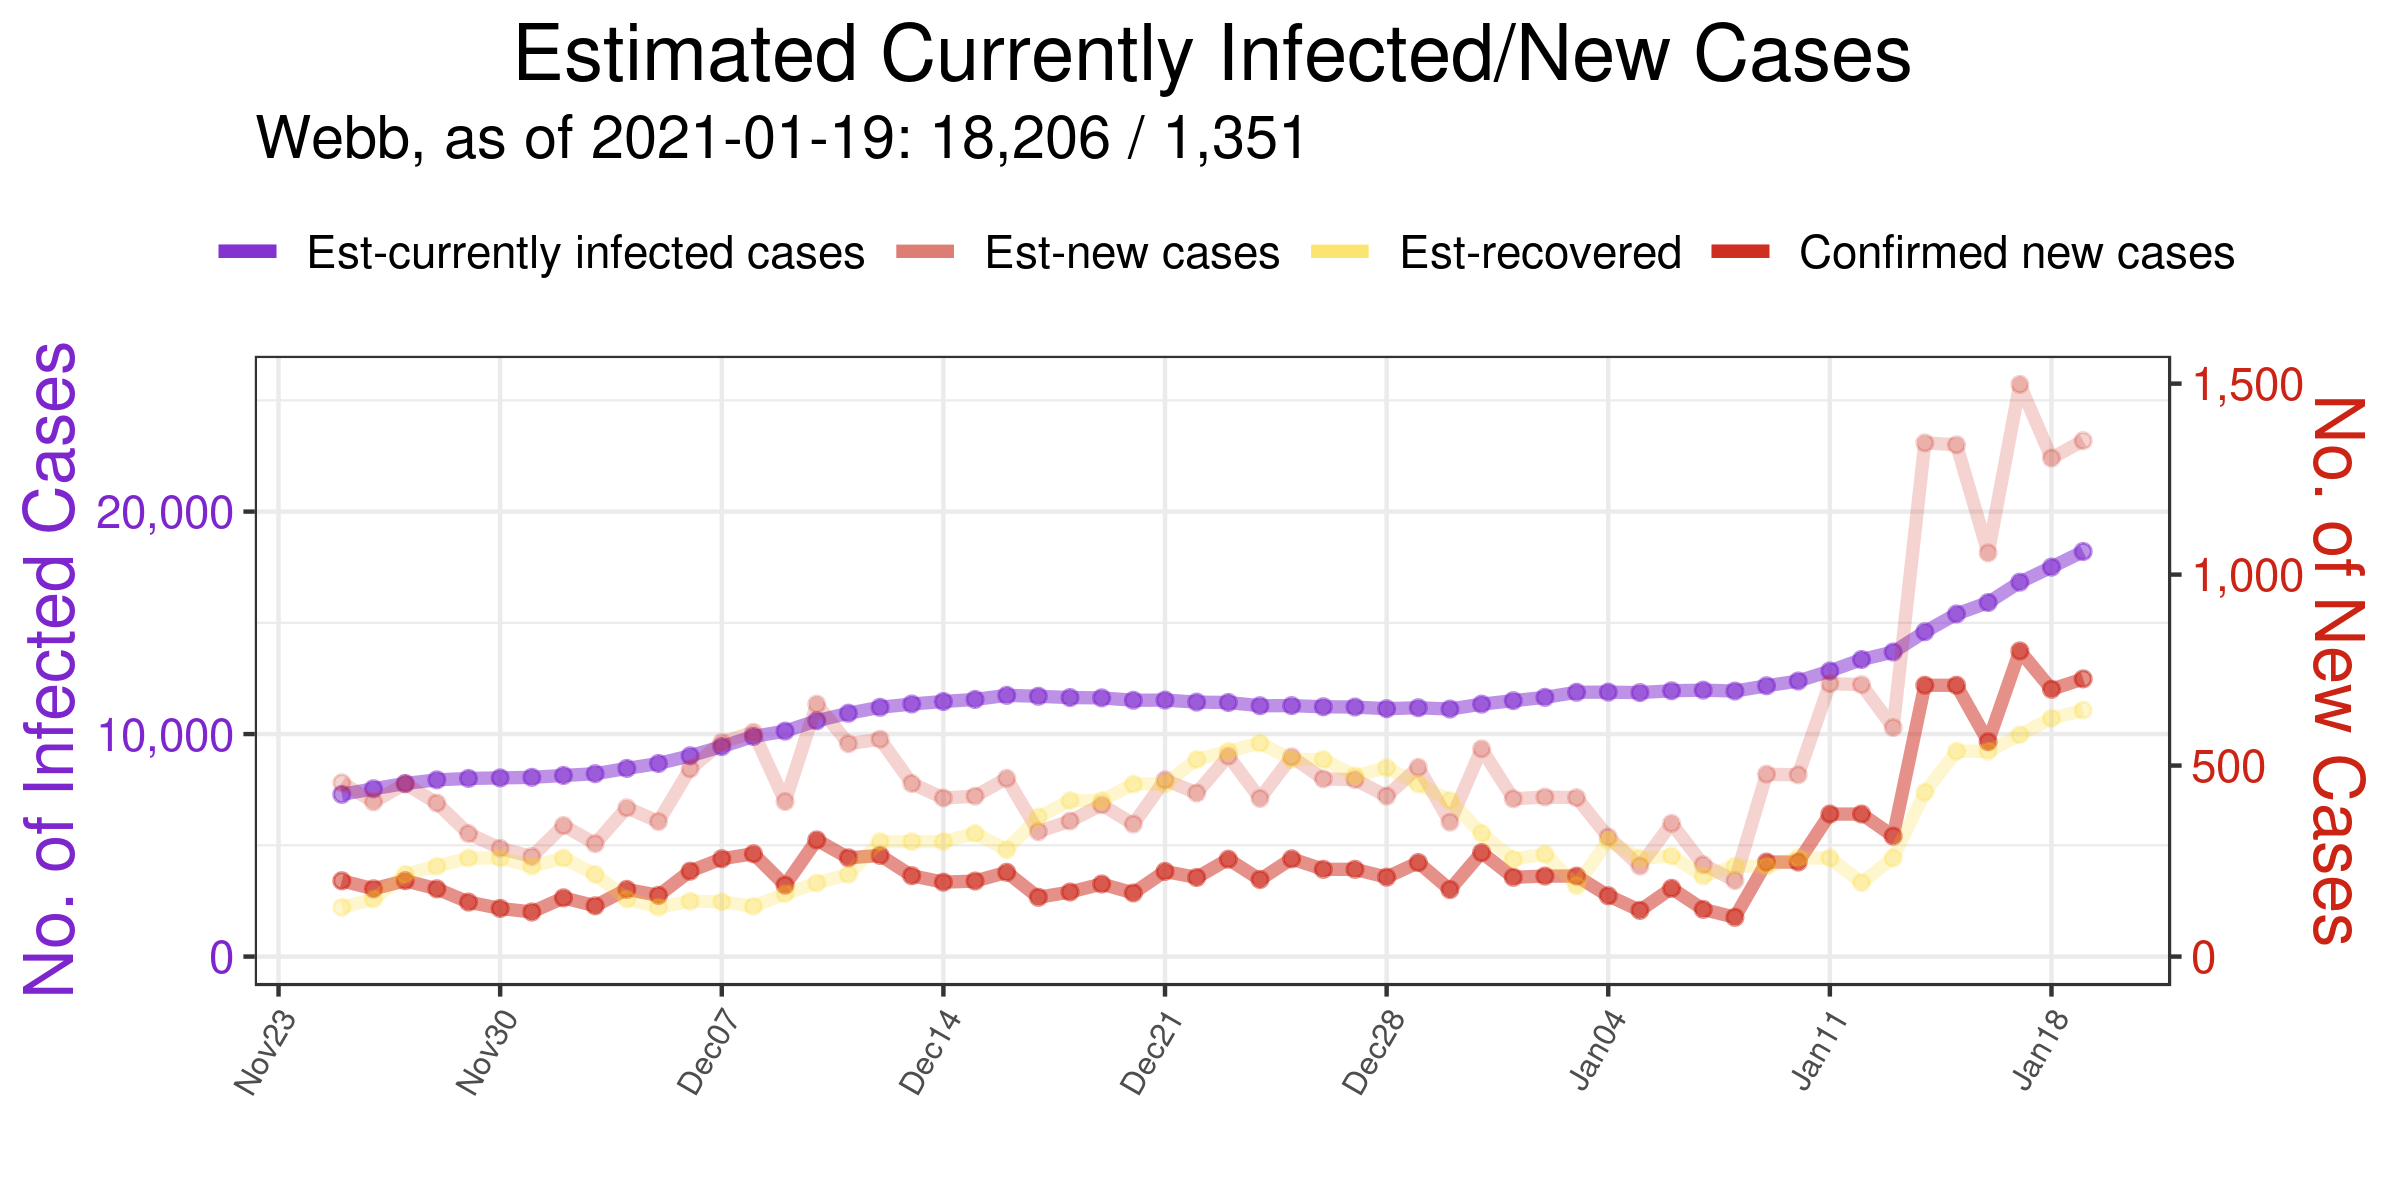 Estimated Currently Infected/New Cases
Webb, as of 2021-01-19: 18,206 / 1,351
Est-currently infected cases Est-new cases Est-recovered Confirmed new cases
No. of Infected Cases
20,000
10,000
0
1,500
1,000
500
0
No. of New Cases
Nov23 Nov30 Dec07 Dec14 Dec21 Dec28 Jan04 Jan11 Jan18